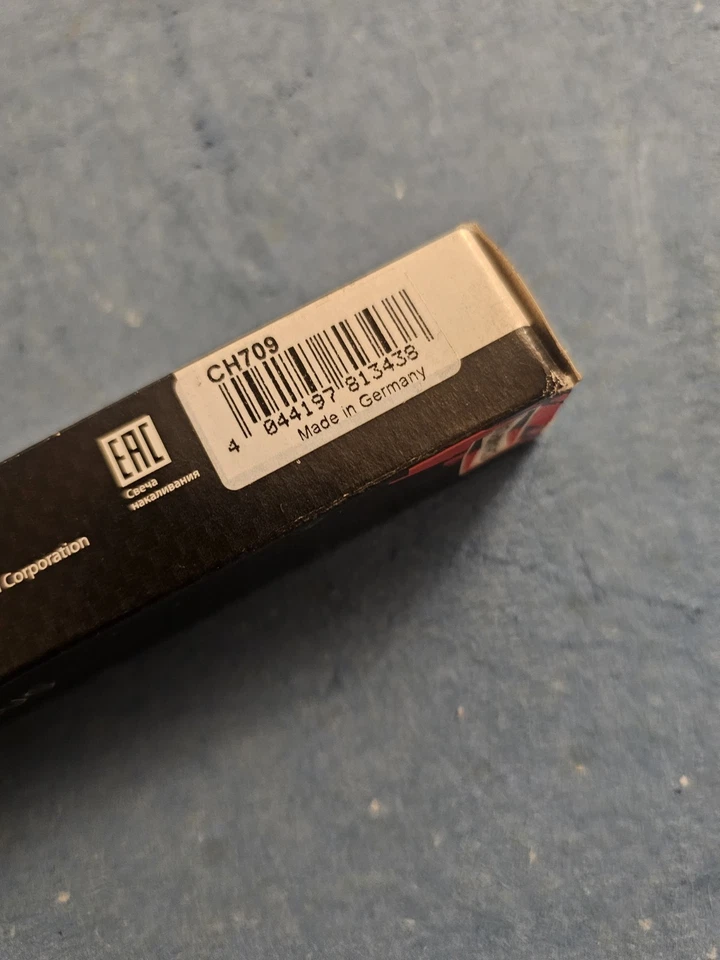 CH709
4 044197 813438
Made in Germany
EAC
Свеча
накаливания
Corporation